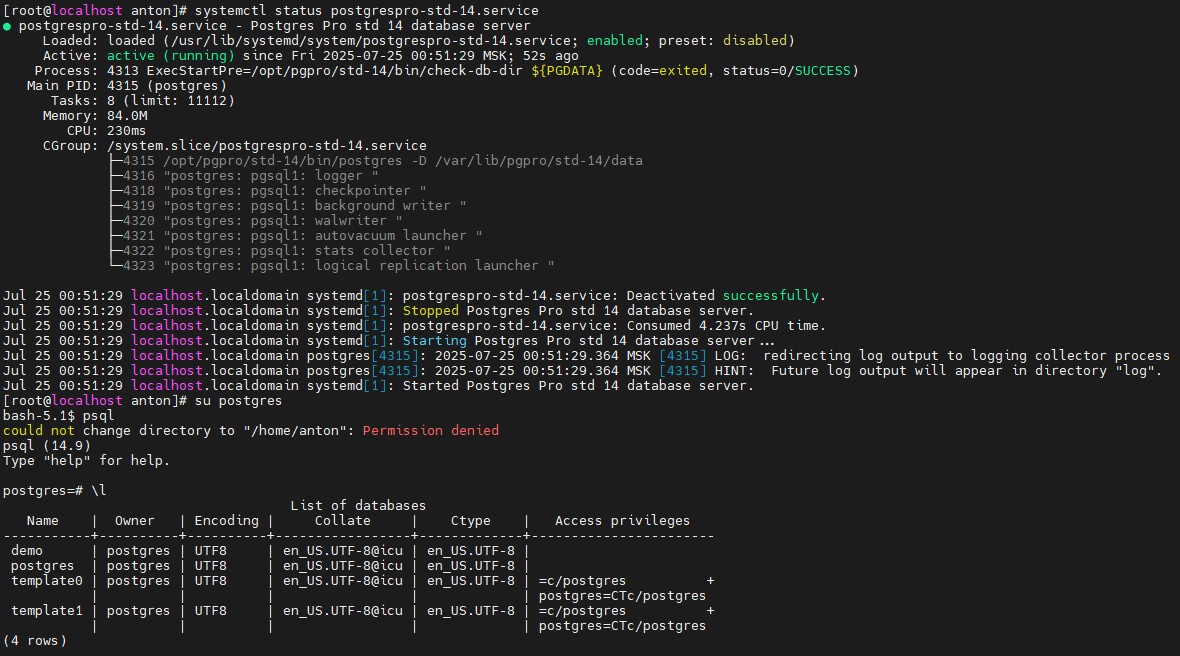 [root@localhost anton]# systemctl status postgrespro-std-14.service
● postgrespro-std-14.service - Postgres Pro std 14 database server
     Loaded: loaded (/usr/lib/systemd/system/postgrespro-std-14.service; enabled; preset: disabled)
     Active: active (running) since Fri 2025-07-25 00:51:29 MSK; 52s ago
    Process: 4313 ExecStartPre=/opt/pgpro/std-14/bin/check-db-dir ${PGDATA} (code=exited, status=0/SUCCESS)
   Main PID: 4315 (postgres)
      Tasks: 8 (limit: 11112)
     Memory: 84.0M
        CPU: 230ms
     CGroup: /system.slice/postgrespro-std-14.service
             ├─4315 /opt/pgpro/std-14/bin/postgres -D /var/lib/pgpro/std-14/data
             ├─4316 "postgres: pgsql1: logger "
             ├─4318 "postgres: pgsql1: checkpointer "
             ├─4319 "postgres: pgsql1: background writer "
             ├─4320 "postgres: pgsql1: walwriter "
             ├─4321 "postgres: pgsql1: autovacuum launcher "
             ├─4322 "postgres: pgsql1: stats collector "
             └─4323 "postgres: pgsql1: logical replication launcher "

Jul 25 00:51:29 localhost.localdomain systemd[1]: postgrespro-std-14.service: Deactivated successfully.
Jul 25 00:51:29 localhost.localdomain systemd[1]: Stopped Postgres Pro std 14 database server.
Jul 25 00:51:29 localhost.localdomain systemd[1]: postgrespro-std-14.service: Consumed 4.237s CPU time.
Jul 25 00:51:29 localhost.localdomain systemd[1]: Starting Postgres Pro std 14 database server...
Jul 25 00:51:29 localhost.localdomain postgres[4315]: 2025-07-25 00:51:29.364 MSK [4315] LOG:  redirecting log output to logging collector process
Jul 25 00:51:29 localhost.localdomain postgres[4315]: 2025-07-25 00:51:29.364 MSK [4315] HINT:  Future log output will appear in directory "log".
Jul 25 00:51:29 localhost.localdomain systemd[1]: Started Postgres Pro std 14 database server.
[root@localhost anton]# su postgres
bash-5.1$ psql
could not change directory to "/home/anton": Permission denied
psql (14.9)
Type "help" for help.

postgres=# \l
                                    List of databases
   Name    |  Owner   | Encoding |     Collate     |    Ctype    |   Access privileges
-----------+----------+----------+-----------------+-------------+-----------------------
 demo      | postgres | UTF8     | en_US.UTF-8@icu | en_US.UTF-8 |
 postgres  | postgres | UTF8     | en_US.UTF-8@icu | en_US.UTF-8 |
 template0 | postgres | UTF8     | en_US.UTF-8@icu | en_US.UTF-8 | =c/postgres          +
           |          |          |                 |             | postgres=CTc/postgres
 template1 | postgres | UTF8     | en_US.UTF-8@icu | en_US.UTF-8 | =c/postgres          +
           |          |          |                 |             | postgres=CTc/postgres
(4 rows)